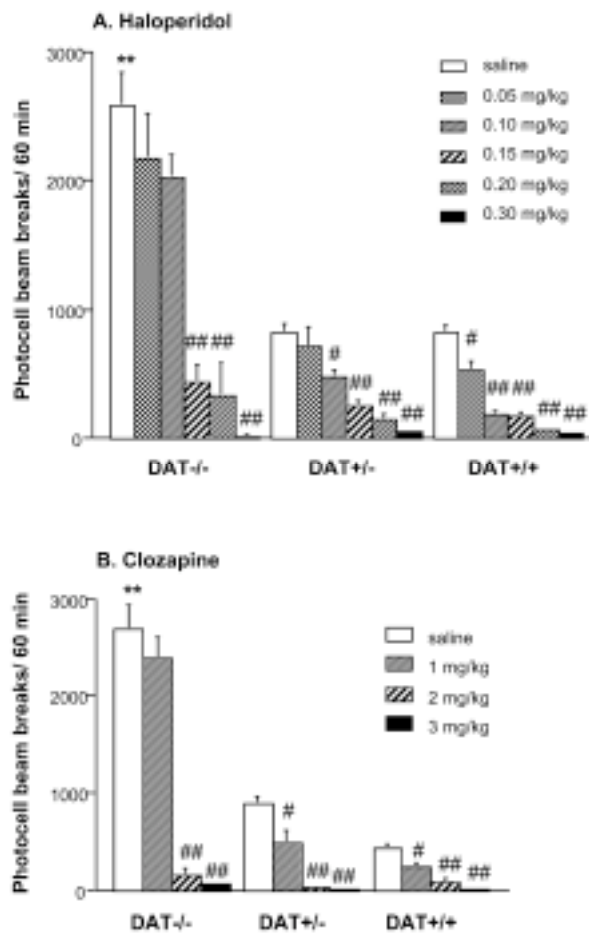 A. Haloperidol
3000
2000
1000
0
Photocell beam breaks/ 60 min
**
saline
0.05 mg/kg
0.10 mg/kg
0.15 mg/kg
0.20 mg/kg
0.30 mg/kg
## ##
##
#
##
##
##
#
## ##
##
##
DAT-/-
DAT+/-
DAT+/+
B. Clozapine
3000
2000
1000
0
Photocell beam breaks/ 60 min
**
saline
1 mg/kg
2 mg/kg
3 mg/kg
##
##
#
##
##
#
##
##
DAT-/-
DAT+/-
DAT+/+